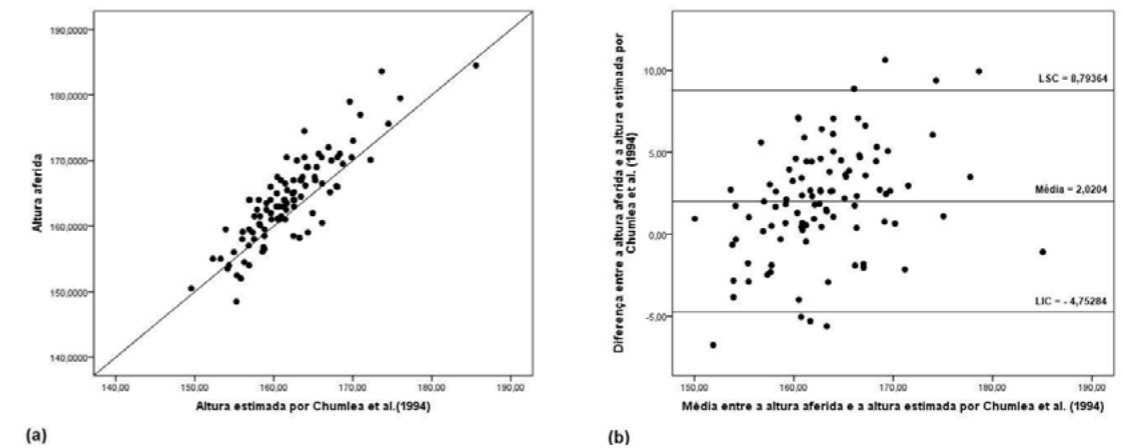 190,0000
180,0000
170,0000
160,0000
150,0000
140,0000
Altura aferida
140,00 150,00 160,00 170,00 180,00 190,00
Altura estimada por Chumlea et al.(1994)
(a)
Diferença entre a altura aferida e a altura estimada por
Chumlea et al. (1994)
10,00
5,00
0,00
-5,00
LSC = 8,79364
Média = 2,0204
LIC = - 4,75284
150,00 160,00 170,00 180,00 190,00
Média entre a altura aferida e a altura estimada por Chumlea et al. (1994)
(b)